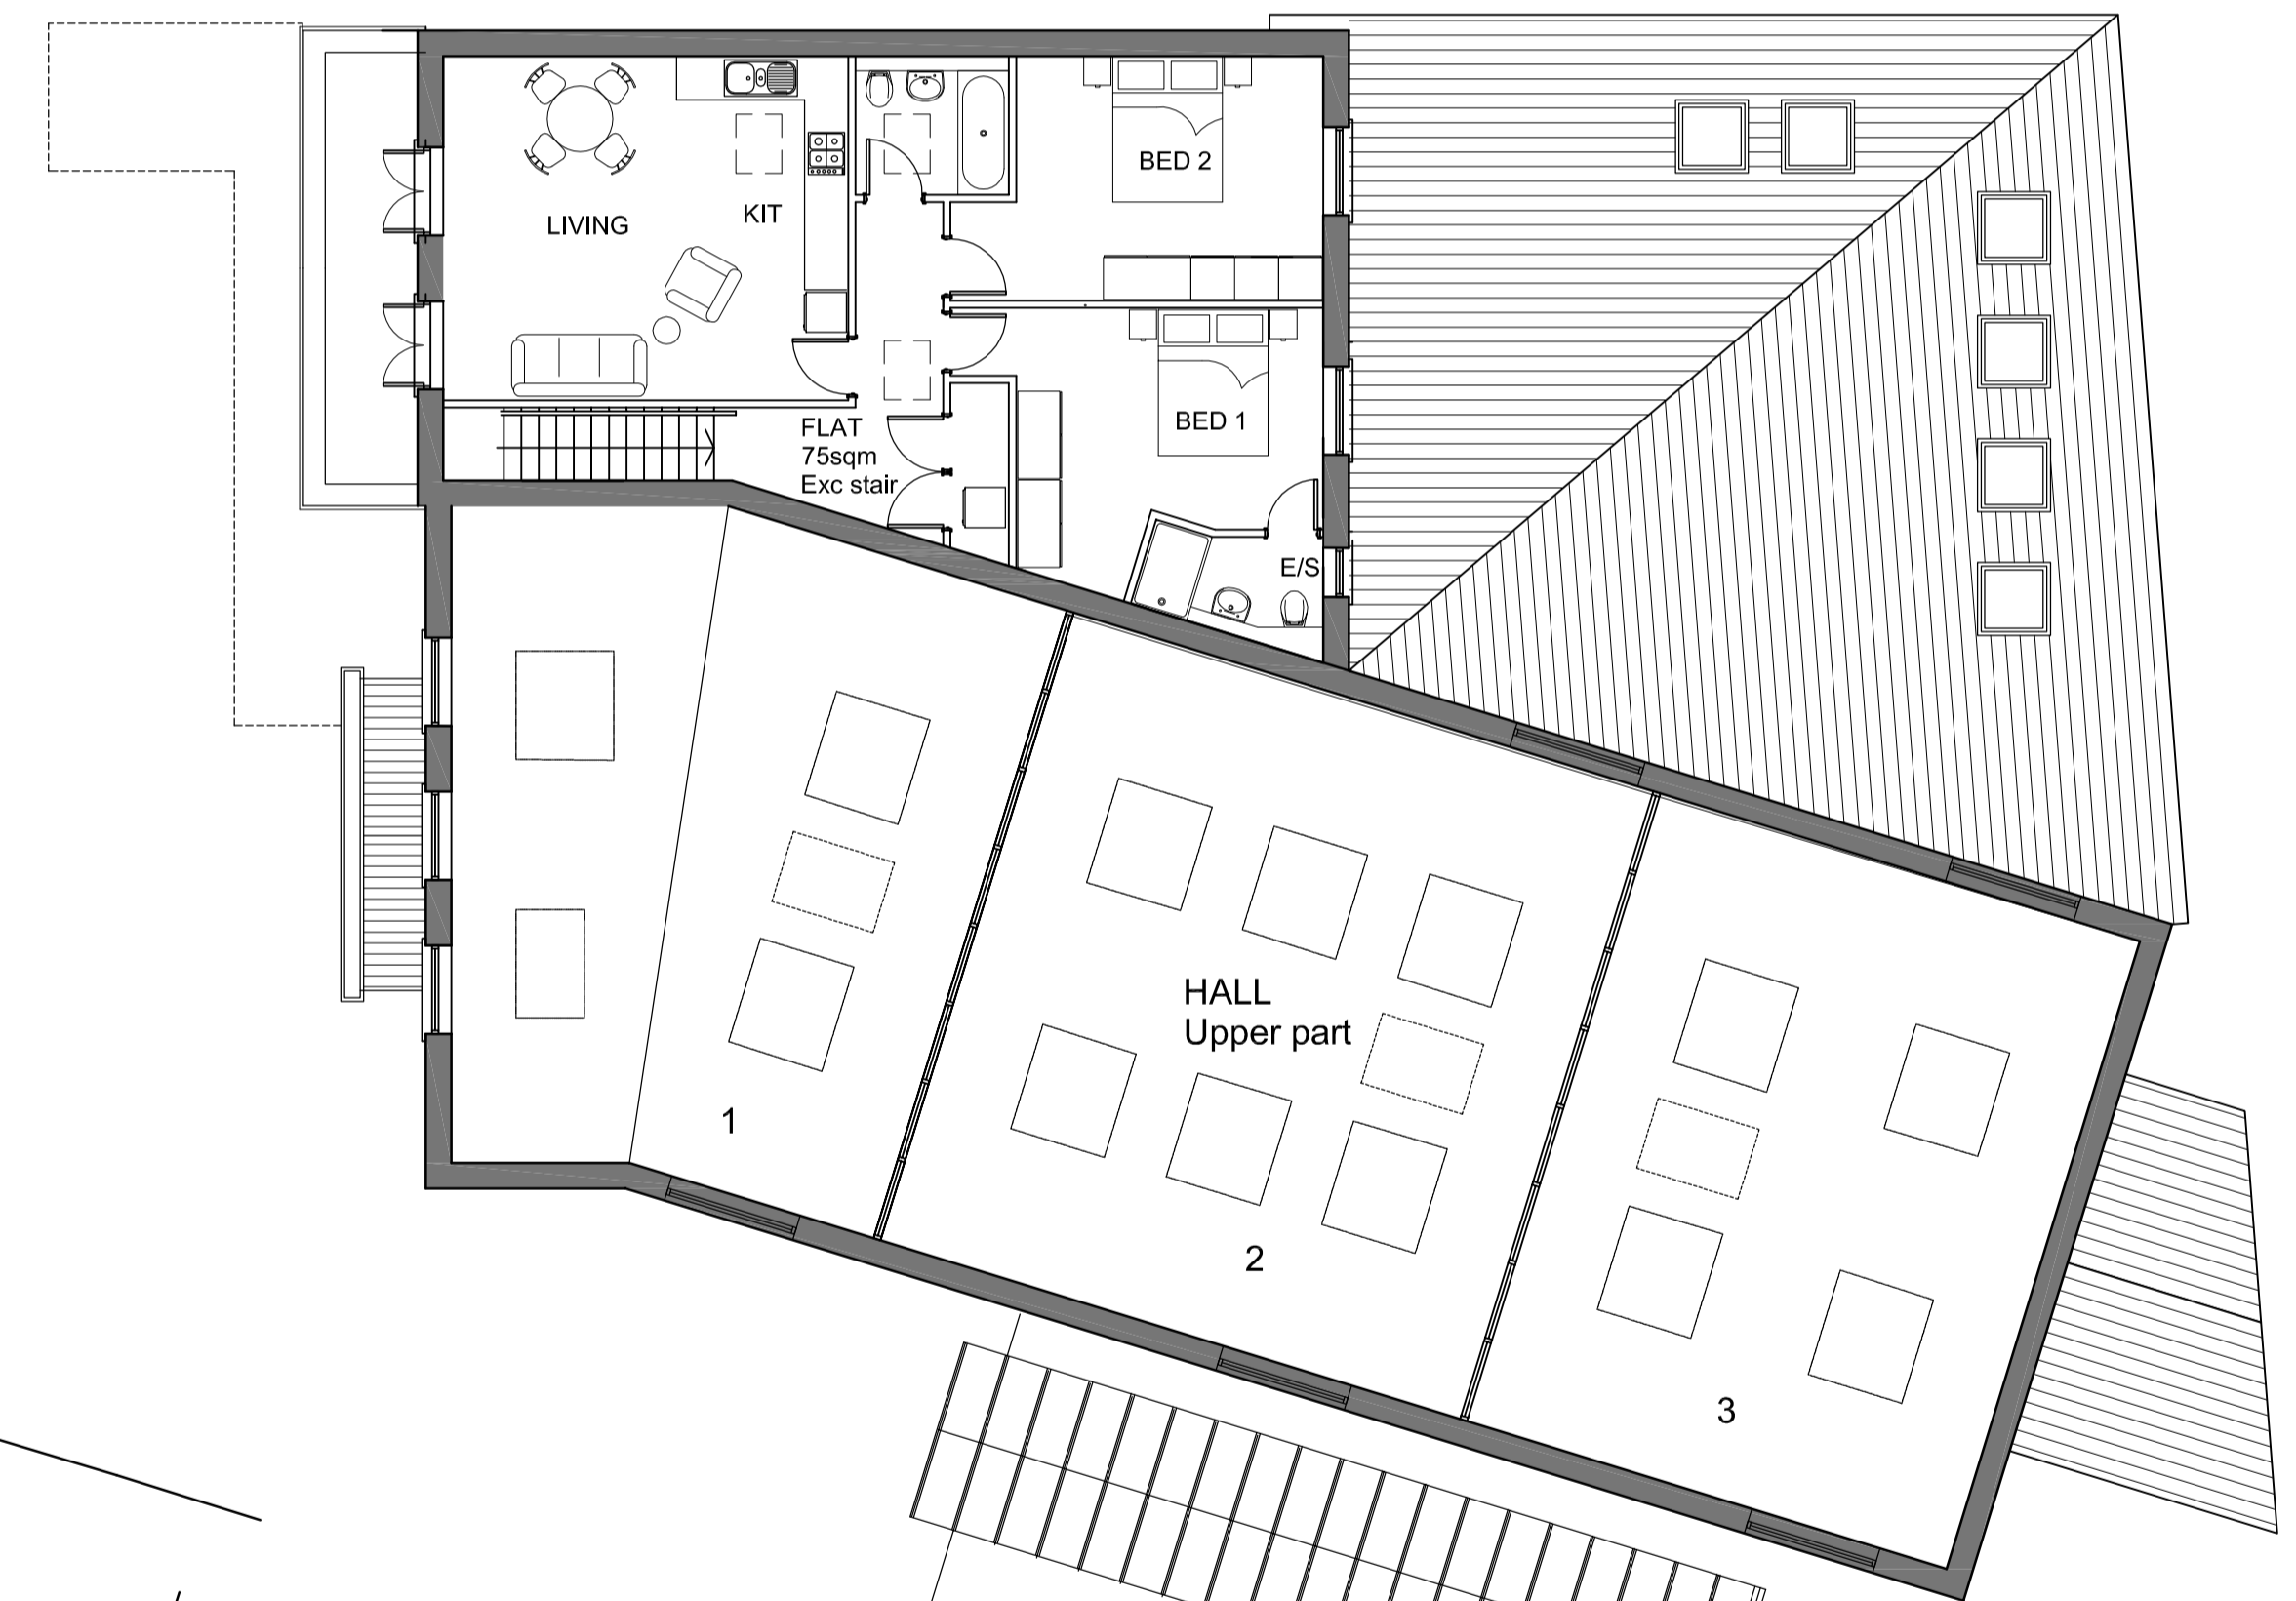 BED 2
LIVING
KIT
BED 1
FLAT
75sqm
Exc stair
E/S
HALL
Upper part
1
2
3